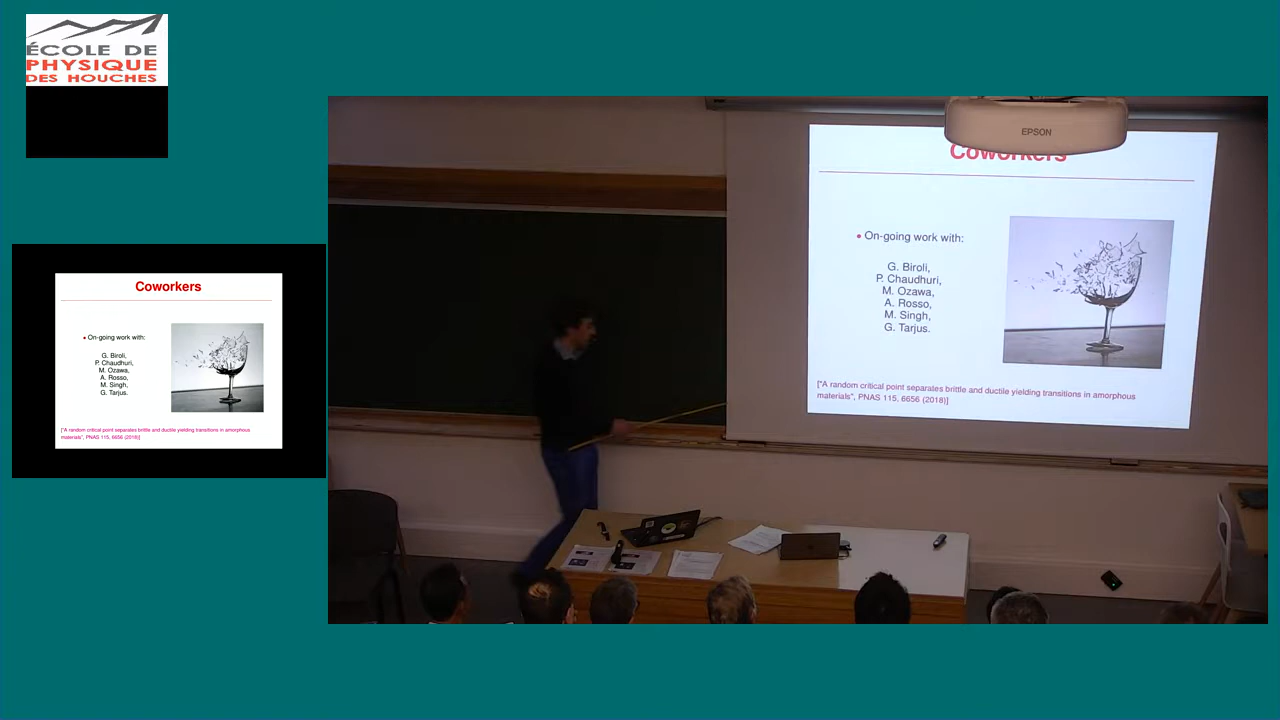 ÉCOLE DE
PHYSIQUE
DES HOUCHES
Coworkers
• On-going work with:
G. Biroli,
P. Chaudhuri,
M. Ozawa,
A. Rosso,
M. Singh,
G. Tarjus.
["A random critical point separates brittle and ductile yielding transitions in amorphous
materials", PNAS 115, 6656 (2018)]
EPSON
Coworkers
• On-going work with:
G. Biroli,
P. Chaudhuri,
M. Ozawa,
A. Rosso,
M. Singh,
G. Tarjus.
["A random critical point separates brittle and ductile yielding transitions in amorphous
materials", PNAS 115, 6656 (2018)]